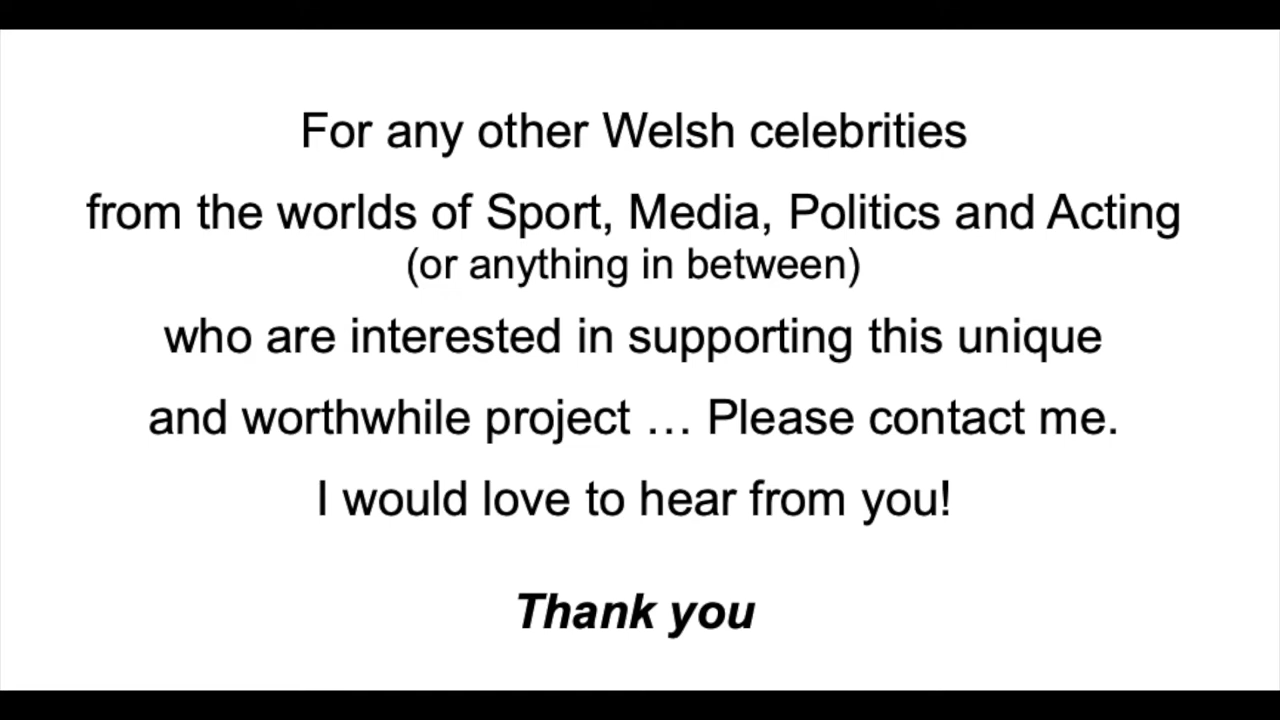 For any other Welsh celebrities
from the worlds of Sport, Media, Politics and Acting
(or anything in between)
who are interested in supporting this unique
and worthwhile project … Please contact me.
I would love to hear from you!
Thank you